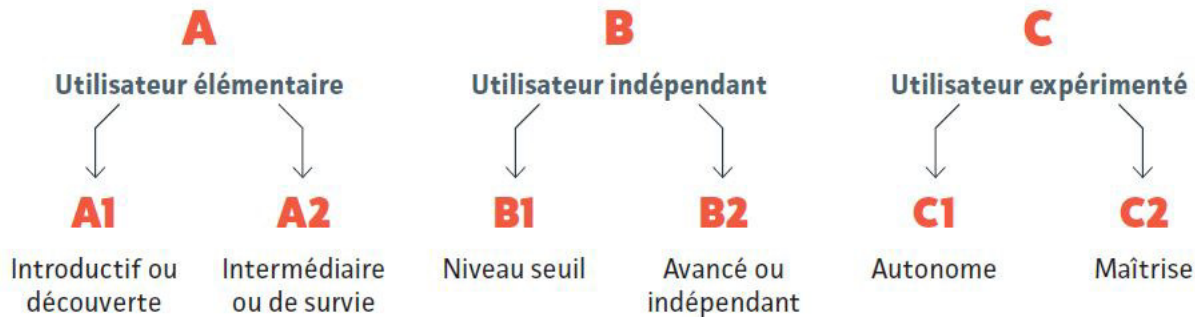 A
B
C
Utilisateur élémentaire
Utilisateur indépendant
Utilisateur expérimenté
A1
A2
B1
B2
C1
C2
Introductif ou
découverte
Intermédiaire
ou de survie
Niveau seuil
Avancé ou
indépendant
Autonome
Maîtrise